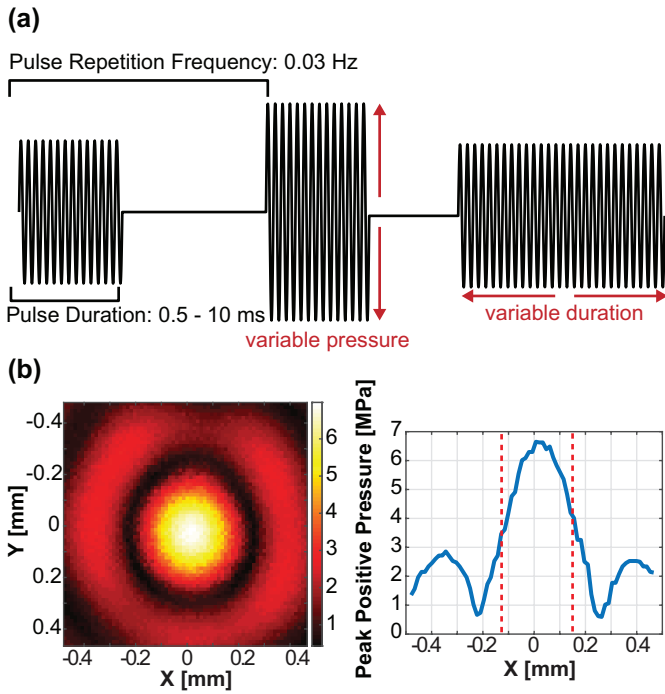 (a)
Pulse Repetition Frequency: 0.03 Hz
Pulse Duration: 0.5 - 10 ms
variable pressure
variable duration
(b)
-0.4
-0.2
0
0.2
0.4
Y [mm]
-0.4 -0.2 0 0.2 0.4
X [mm]
6
5
4
3
2
1
Peak Positive Pressure [MPa]
7
6
5
4
3
2
1
0
-0.4 -0.2 0 0.2 0.4
X [mm]